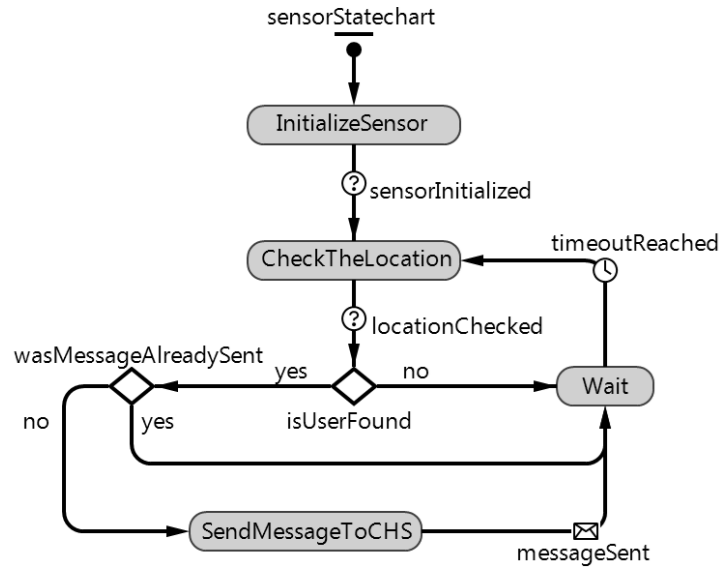 sensorStatechart
InitializeSensor
?
sensorInitialized
CheckTheLocation
timeoutReached
?
locationChecked
wasMessageAlreadySent
yes
no
Wait
isUserFound
no
yes
SendMessageToCHS
messageSent